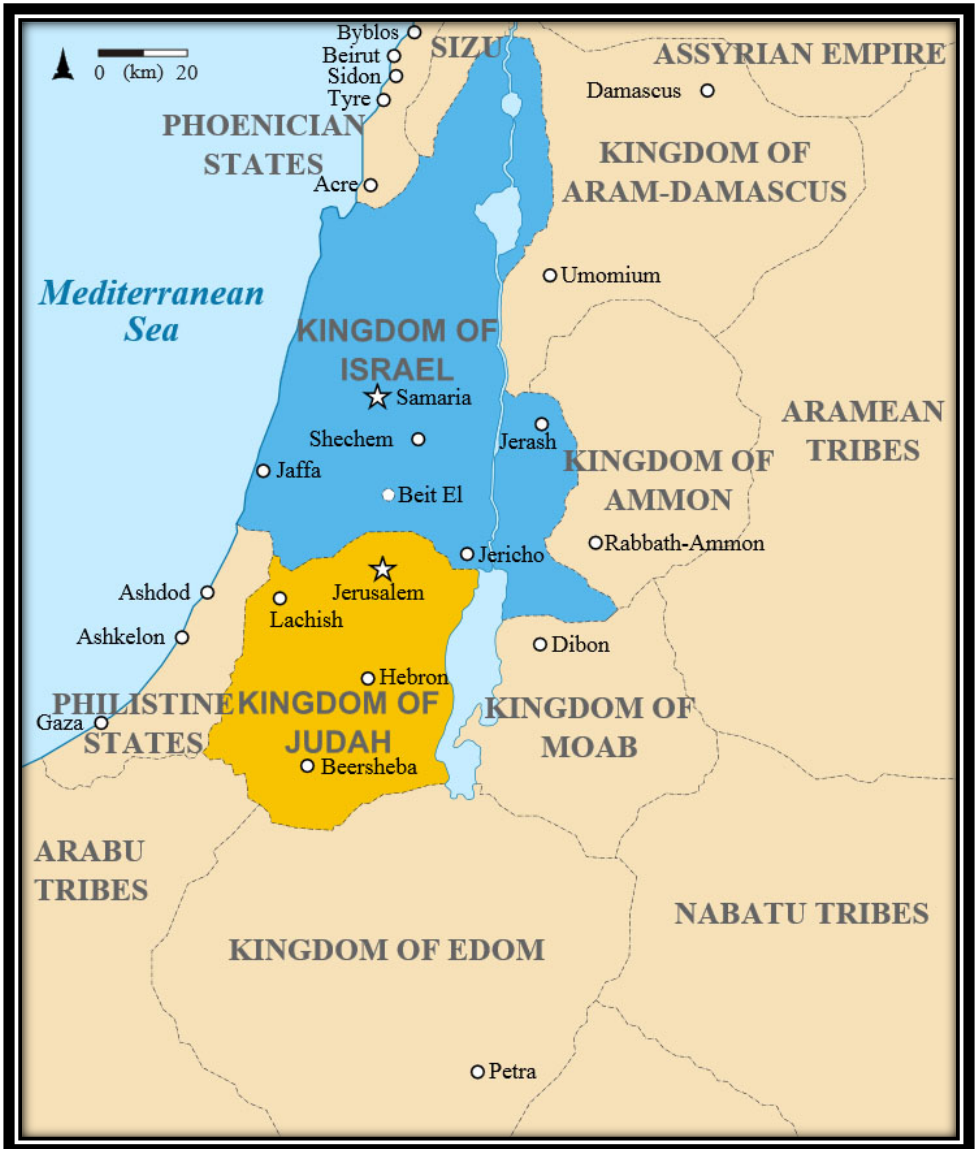 Byblos
Beirut
Sidon
Tyre
0 (km) 20
SIZU
ASSYRIAN EMPIRE
Damascus
PHOENICIAN
STATES
KINGDOM OF
ARAM-DAMASCUS
Acre
Umomium
Mediterranean
Sea
KINGDOM OF
ISRAEL
Samaria
Shechem
Jerash
ARAMEAN
TRIBES
Jaffa
KINGDOM OF
AMMON
Beit El
Jericho
Rabbath-Ammon
Ashdod
Jerusalem
Lachish
Ashkelon
Dibon
Hebron
PHILISTINE
STATES
KINGDOM OF
JUDAH
KINGDOM OF
MOAB
Gaza
Beersheba
ARABU
TRIBES
NABATU TRIBES
KINGDOM OF EDOM
Petra